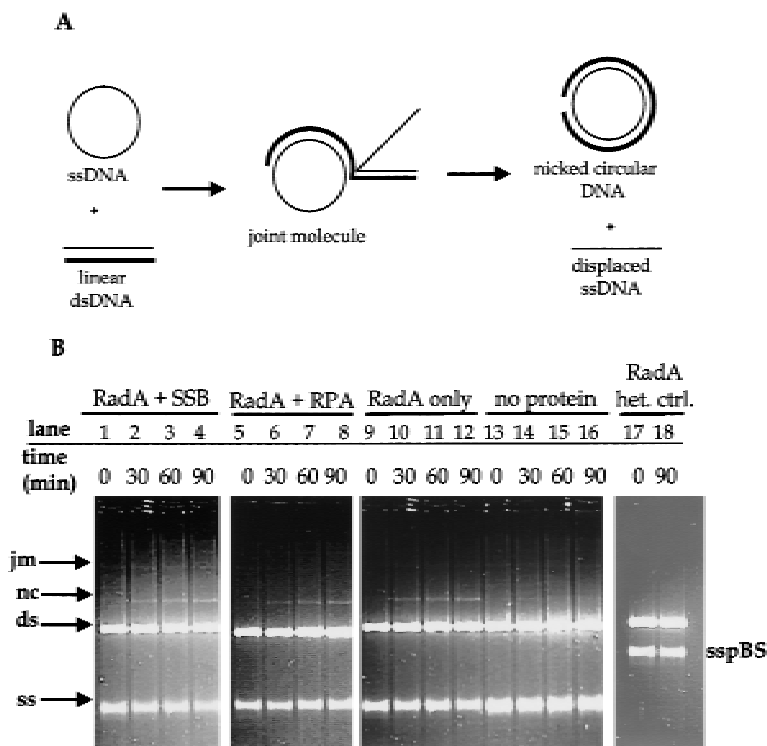 A
ssDNA
+
linear
dsDNA
joint molecule
nicked circular
DNA
+
displaced
ssDNA
B
RadA + SSB RadA + RPA RadA only no protein RadA
het. ctrl.
lane 1 2 3 4 5 6 7 8 9 10 11 12 13 14 15 16 17 18
time
(min) 0 30 60 90 0 30 60 90 0 30 60 90 0 30 60 90 0 90
jm
nc
ds
sspBS
ss